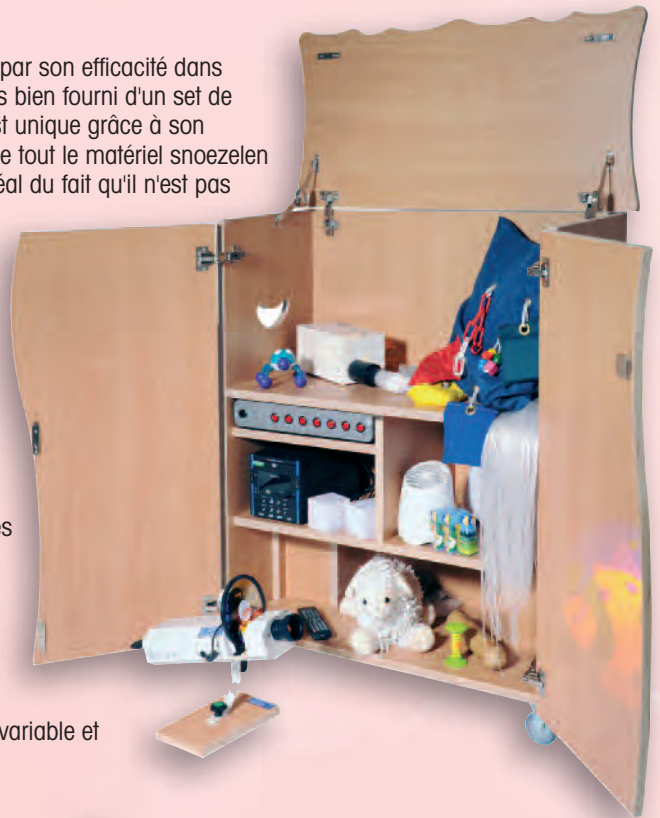 par son efficacité dans
s bien fourni d'un set de
st unique grâce à son
e tout le matériel snoezelen
éal du fait qu'il n'est pas
es
variable et